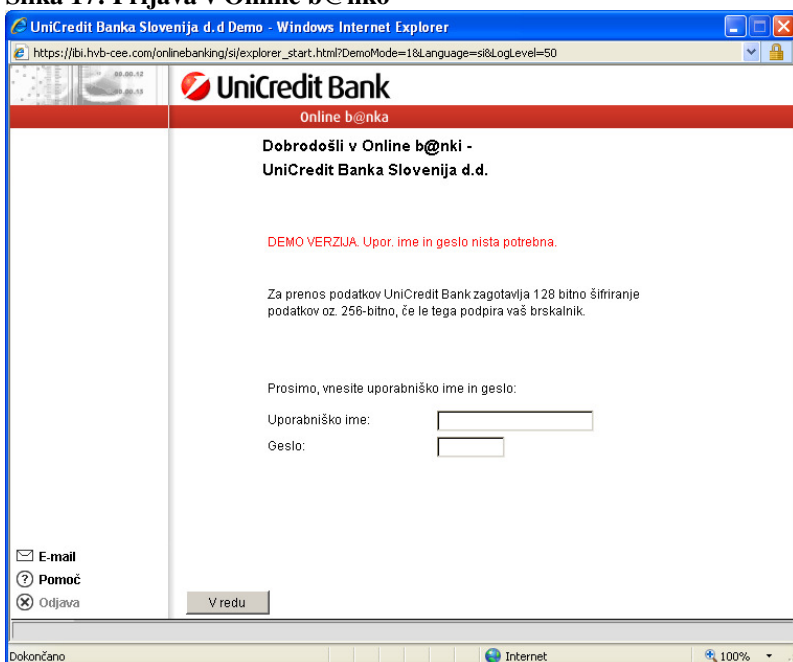 Slika 17: Prijava v Online b@nko
UniCredit Banka Slovenija d.d Demo - Windows Internet Explorer
https://ibi.hvb-cee.com/onlinebanking/si/explorer_start.html?DemoMode=1&Language=si&LogLevel=50
UniCredit Bank
Online b@nka
Dobrodošli v Online b@nki -
UniCredit Banka Slovenija d.d.
DEMO VERZIJA. Upor. ime in geslo nista potrebna.
Za prenos podatkov UniCredit Bank zagotavlja 128 bitno šifriranje
podatkov oz. 256-bitno, če le tega podpira vaš brskalnik.
Prosimo, vnesite uporabniško ime in geslo:
Uporabniško ime:
Geslo:
E-mail
Pomoč
Odjava
V redu
Dokončano
Internet
100%